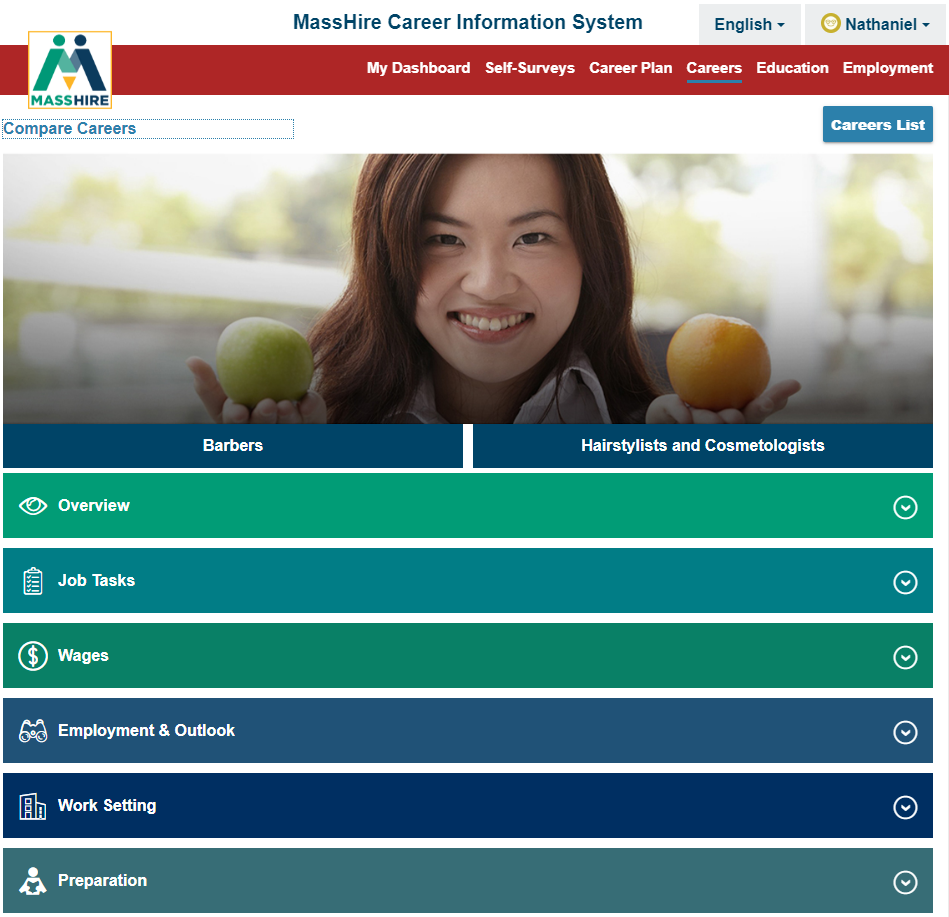 MassHire Career Information System
English
Nathaniel
MASSHIRE
My Dashboard Self-Surveys Career Plan Careers Education Employment
Compare Careers
Careers List
Barbers
Hairstylists and Cosmetologists
Overview
Job Tasks
Wages
Employment & Outlook
Work Setting
Preparation